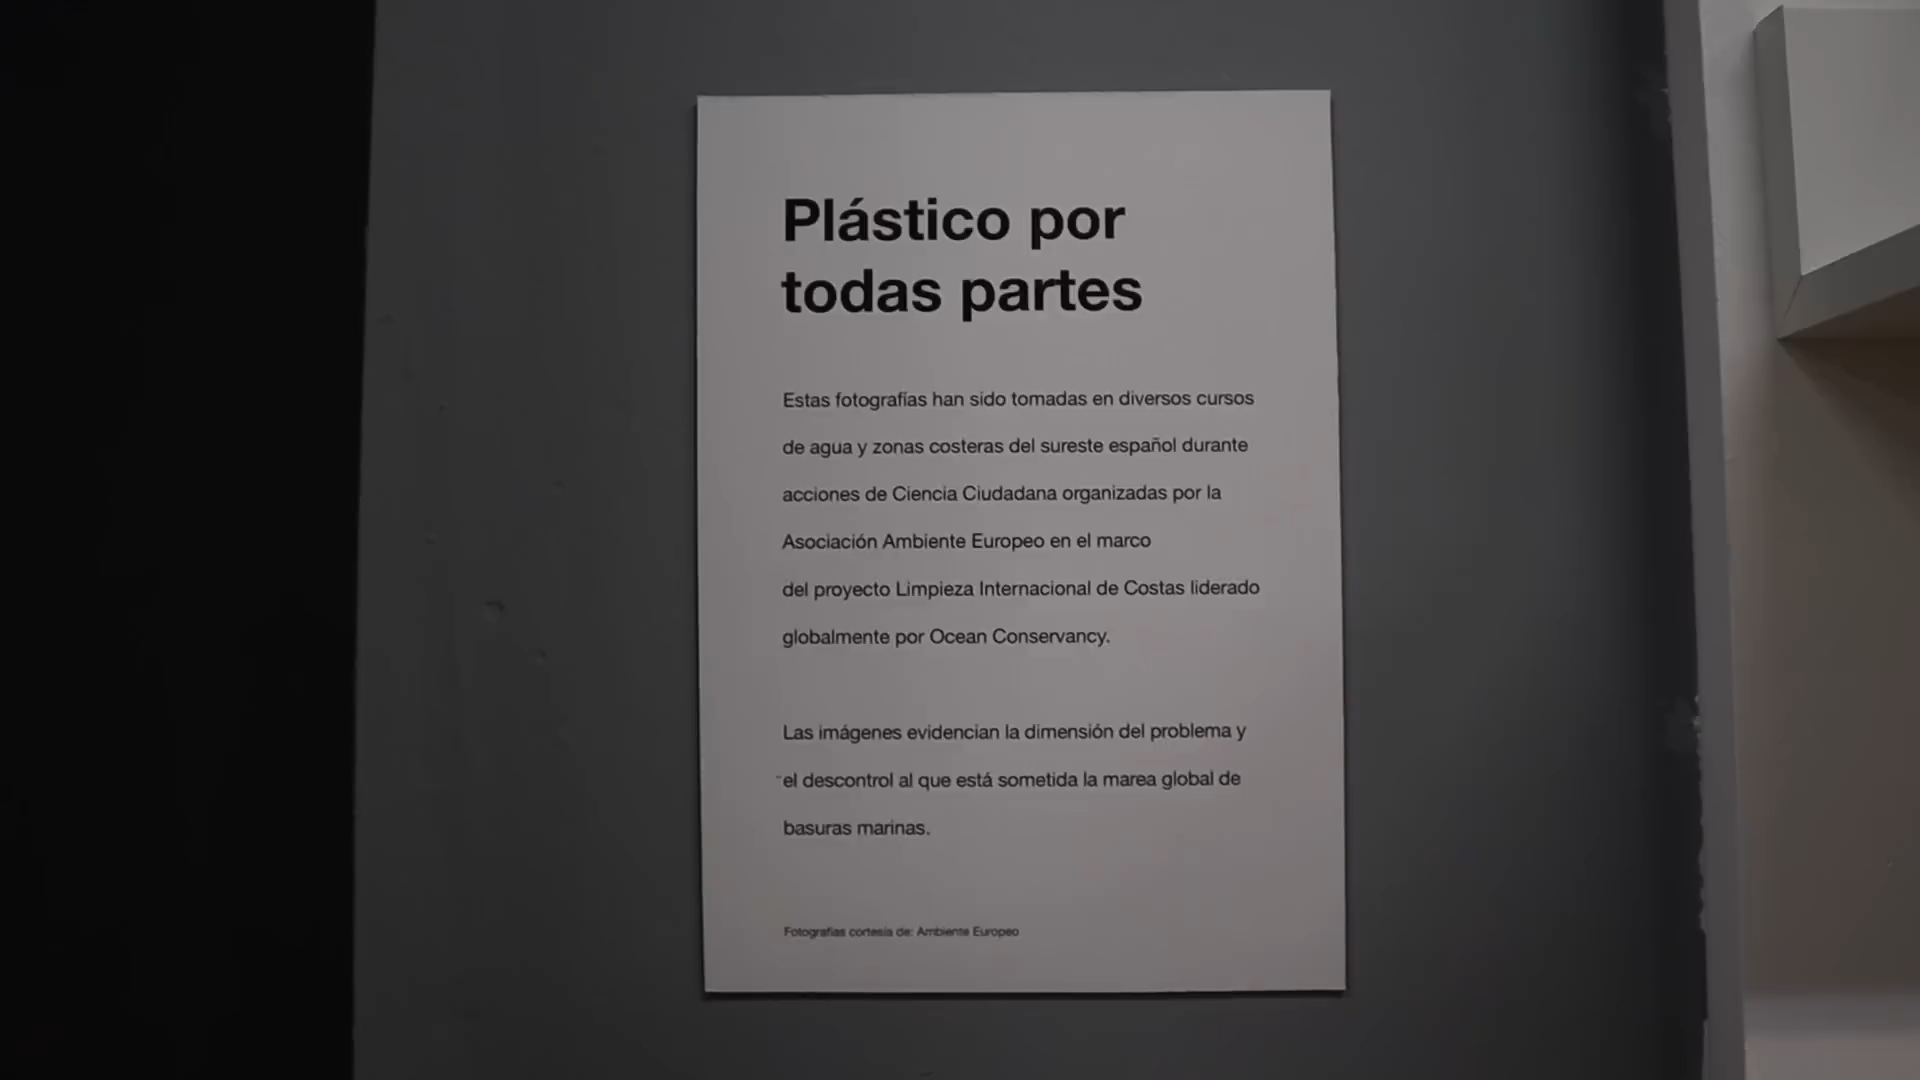 Plástico por
todas partes
Estas fotografías han sido tomadas en diversos cursos
de agua y zonas costeras del sureste español durante
acciones de Ciencia Ciudadana organizadas por la
Asociación Ambiente Europeo en el marco
del proyecto Limpieza Internacional de Costas liderado
globalmente por Ocean Conservancy.
Las imágenes evidencian la dimensión del problema y
el descontrol al que está sometida la marea global de
basuras marinas.
Fotografías cortesía de: Ambiente Europeo